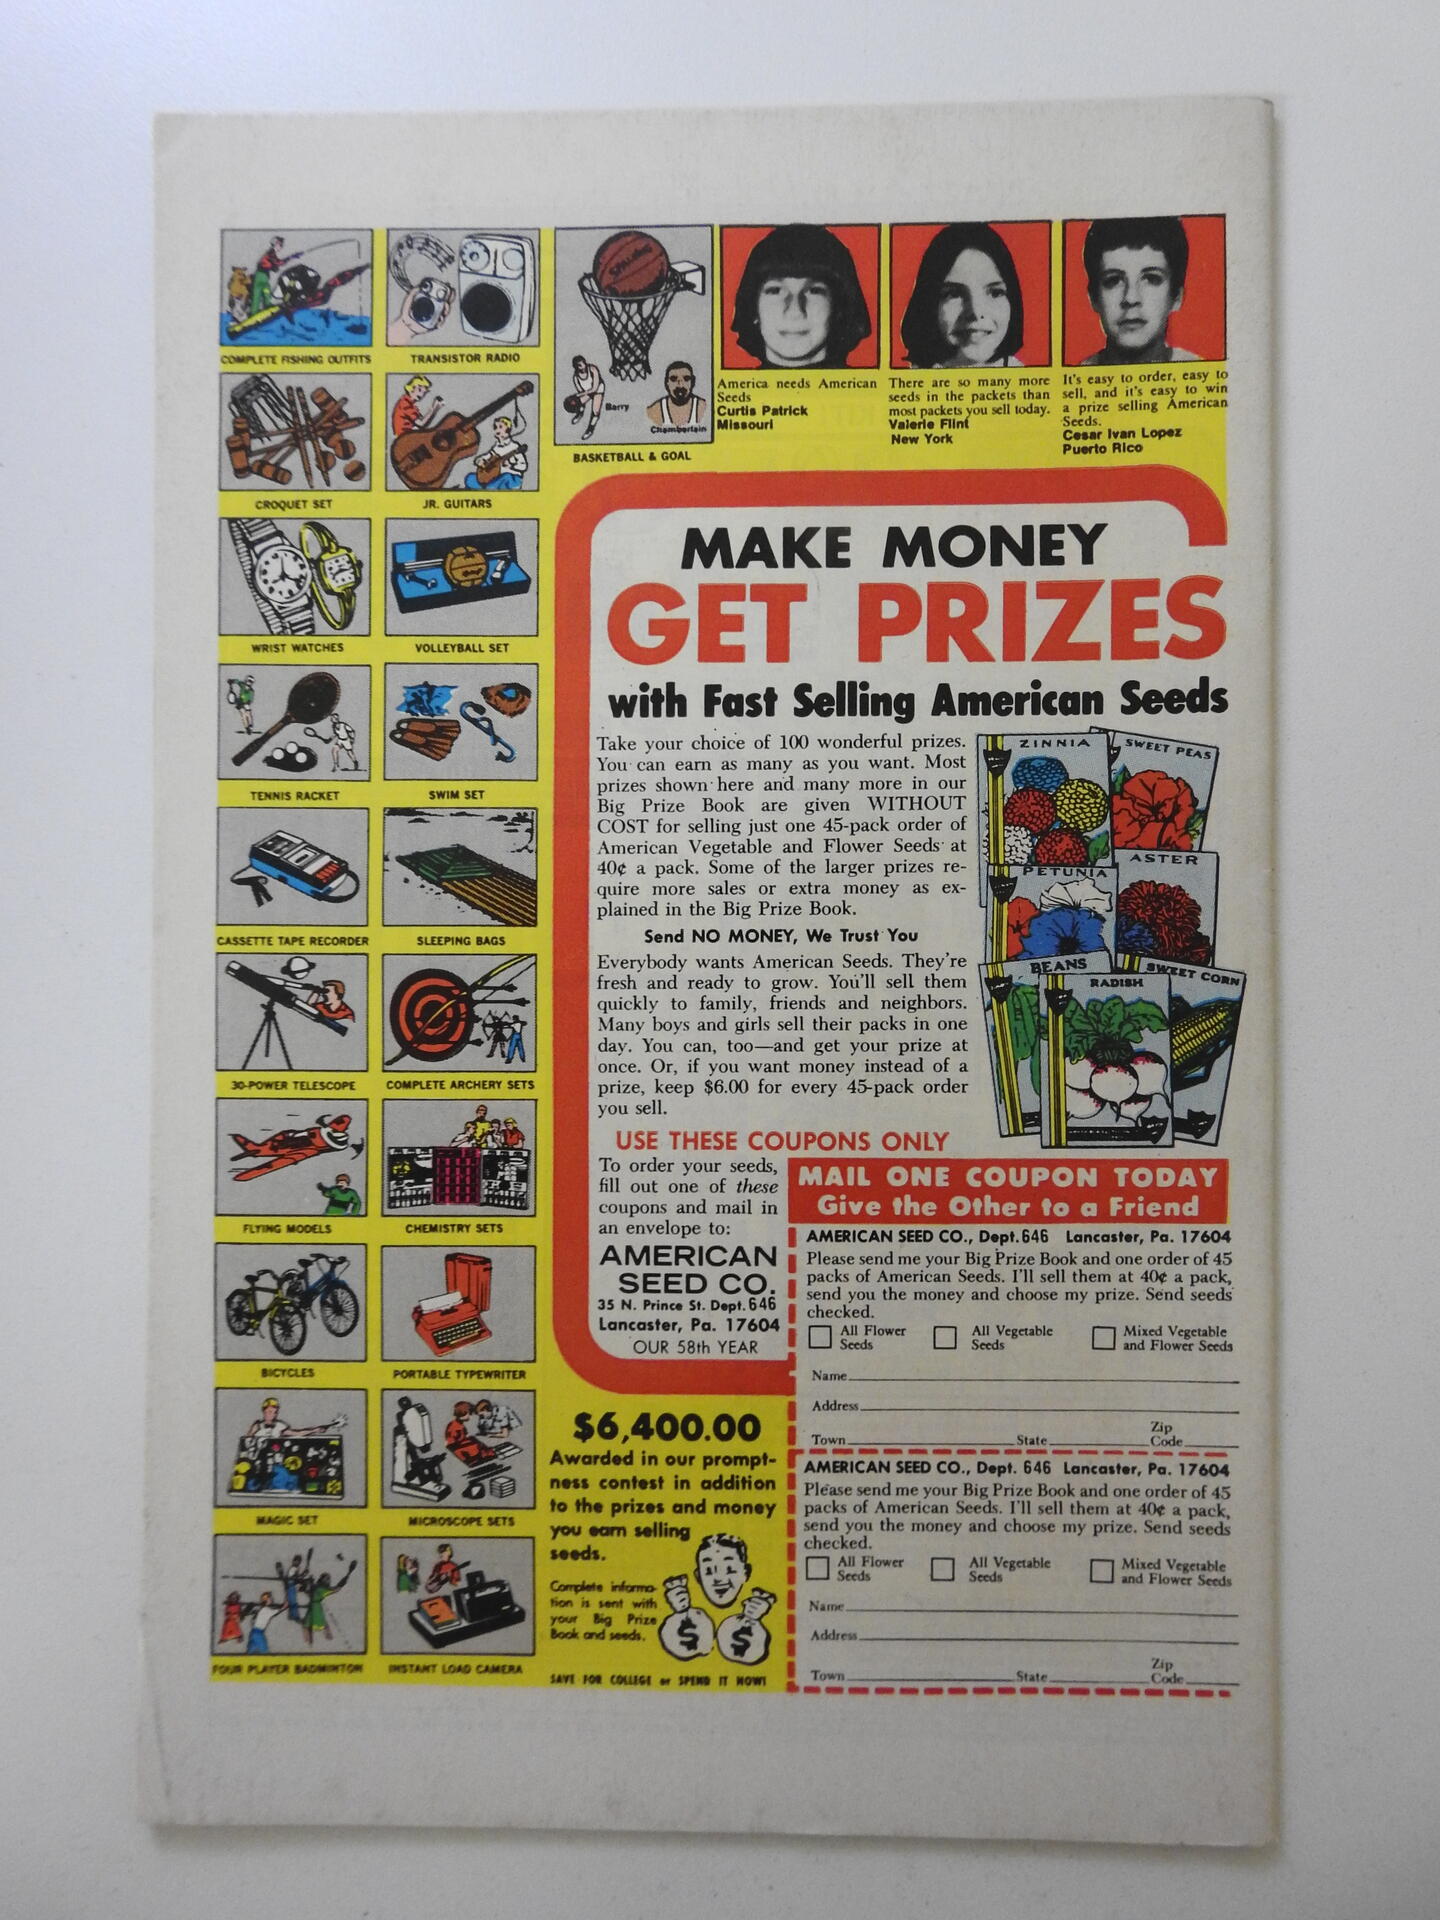 COMPLETE FISHING OUTFITS
TRANSISTOR RADIO
CROQUET SET
JR. GUITARS
WRIST WATCHES
VOLLEYBALL SET
TENNIS RACKET
SWIM SET
CASSETTE TAPE RECORDER
SLEEPING BAGS
30-POWER TELESCOPE
COMPLETE ARCHERY SETS
FLYING MODELS
CHEMISTRY SETS
BICYCLES
PORTABLE TYPEWRITER
MAGIC SET
MICROSCOPE SETS
FOUR PLAYER BADMINTON
INSTANT LOAD CAMERA
SPALDING
Barry
Chamberlain
BASKETBALL & GOAL
America needs American
Seeds
Curtis Patrick
Missouri
There are so many more
seeds in the packets than
most packets you sell today.
Valerie Flint
New York
It's easy to order, easy to
sell, and it's easy to win
a prize selling American
Seeds.
Cesar Ivan Lopez
Puerto Rico
MAKE MONEY
GET PRIZES
with Fast Selling American Seeds
Take your choice of 100 wonderful prizes.
You can earn as many as you want. Most
prizes shown here and many more in our
Big Prize Book are given WITHOUT
COST for selling just one 45-pack order of
American Vegetable and Flower Seeds at
40¢ a pack. Some of the larger prizes re-
quire more sales or extra money as ex-
plained in the Big Prize Book.
Send NO MONEY, We Trust You
Everybody wants American Seeds. They're
fresh and ready to grow. You'll sell them
quickly to family, friends and neighbors.
Many boys and girls sell their packs in one
day. You can, too—and get your prize at
once. Or, if you want money instead of a
prize, keep $6.00 for every 45-pack order
you sell.
ZINNIA
SWEET PEAS
PETUNIA
ASTER
BEANS
RADISH
SWEET CORN
USE THESE COUPONS ONLY
To order your seeds,
fill out one of these
coupons and mail in
an envelope to:
AMERICAN
SEED CO.
35 N. Prince St. Dept. 646
Lancaster, Pa. 17604
OUR 58th YEAR
$6,400.00
Awarded in our prompt-
ness contest in addition
to the prizes and money
you earn selling
seeds.
Complete informa-
tion is sent with
your Big Prize
Book and seeds.
$ $
SAVE FOR COLLEGE or SPEND IT NOW!
MAIL ONE COUPON TODAY
Give the Other to a Friend
AMERICAN SEED CO., Dept. 646 Lancaster, Pa. 17604
Please send me your Big Prize Book and one order of 45
packs of American Seeds. I'll sell them at 40¢ a pack,
send you the money and choose my prize. Send seeds
checked.
All Flower Seeds
All Vegetable Seeds
Mixed Vegetable and Flower Seeds
Name
Address
Town State Zip Code
AMERICAN SEED CO., Dept. 646 Lancaster, Pa. 17604
Please send me your Big Prize Book and one order of 45
packs of American Seeds. I'll sell them at 40¢ a pack,
send you the money and choose my prize. Send seeds
checked.
All Flower Seeds
All Vegetable Seeds
Mixed Vegetable and Flower Seeds
Name
Address
Town State Zip Code